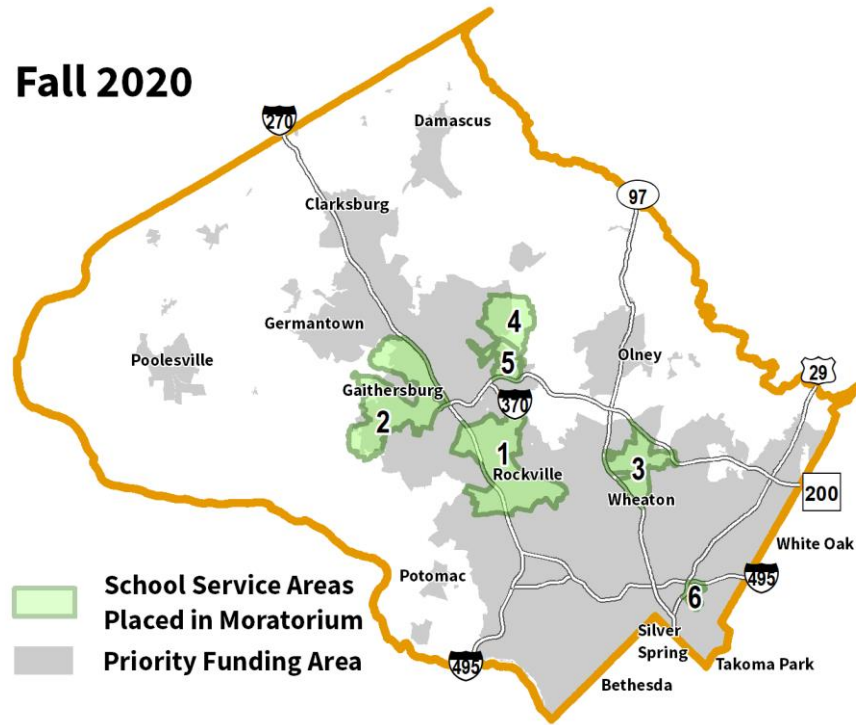 Fall 2020
270
Damascus
97
Clarksburg
Germantown
4
Olney
Poolesville
5
29
Gaithersburg
370
2
1
3
Rockville
Wheaton
200
White Oak
Potomac
495
6
School Service Areas
Placed in Moratorium
Silver
Spring
Priority Funding Area
495
Takoma Park
Bethesda